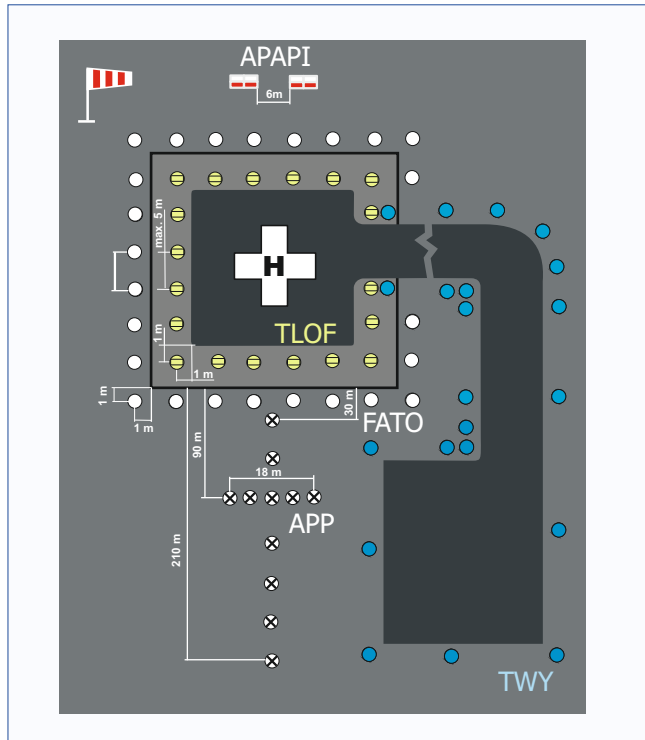 APAPI
6m
max. 5 m
H
TLOF
1 m
1 m
1 m
1 m
30 m
FATO
90 m
18 m
APP
210 m
TWY